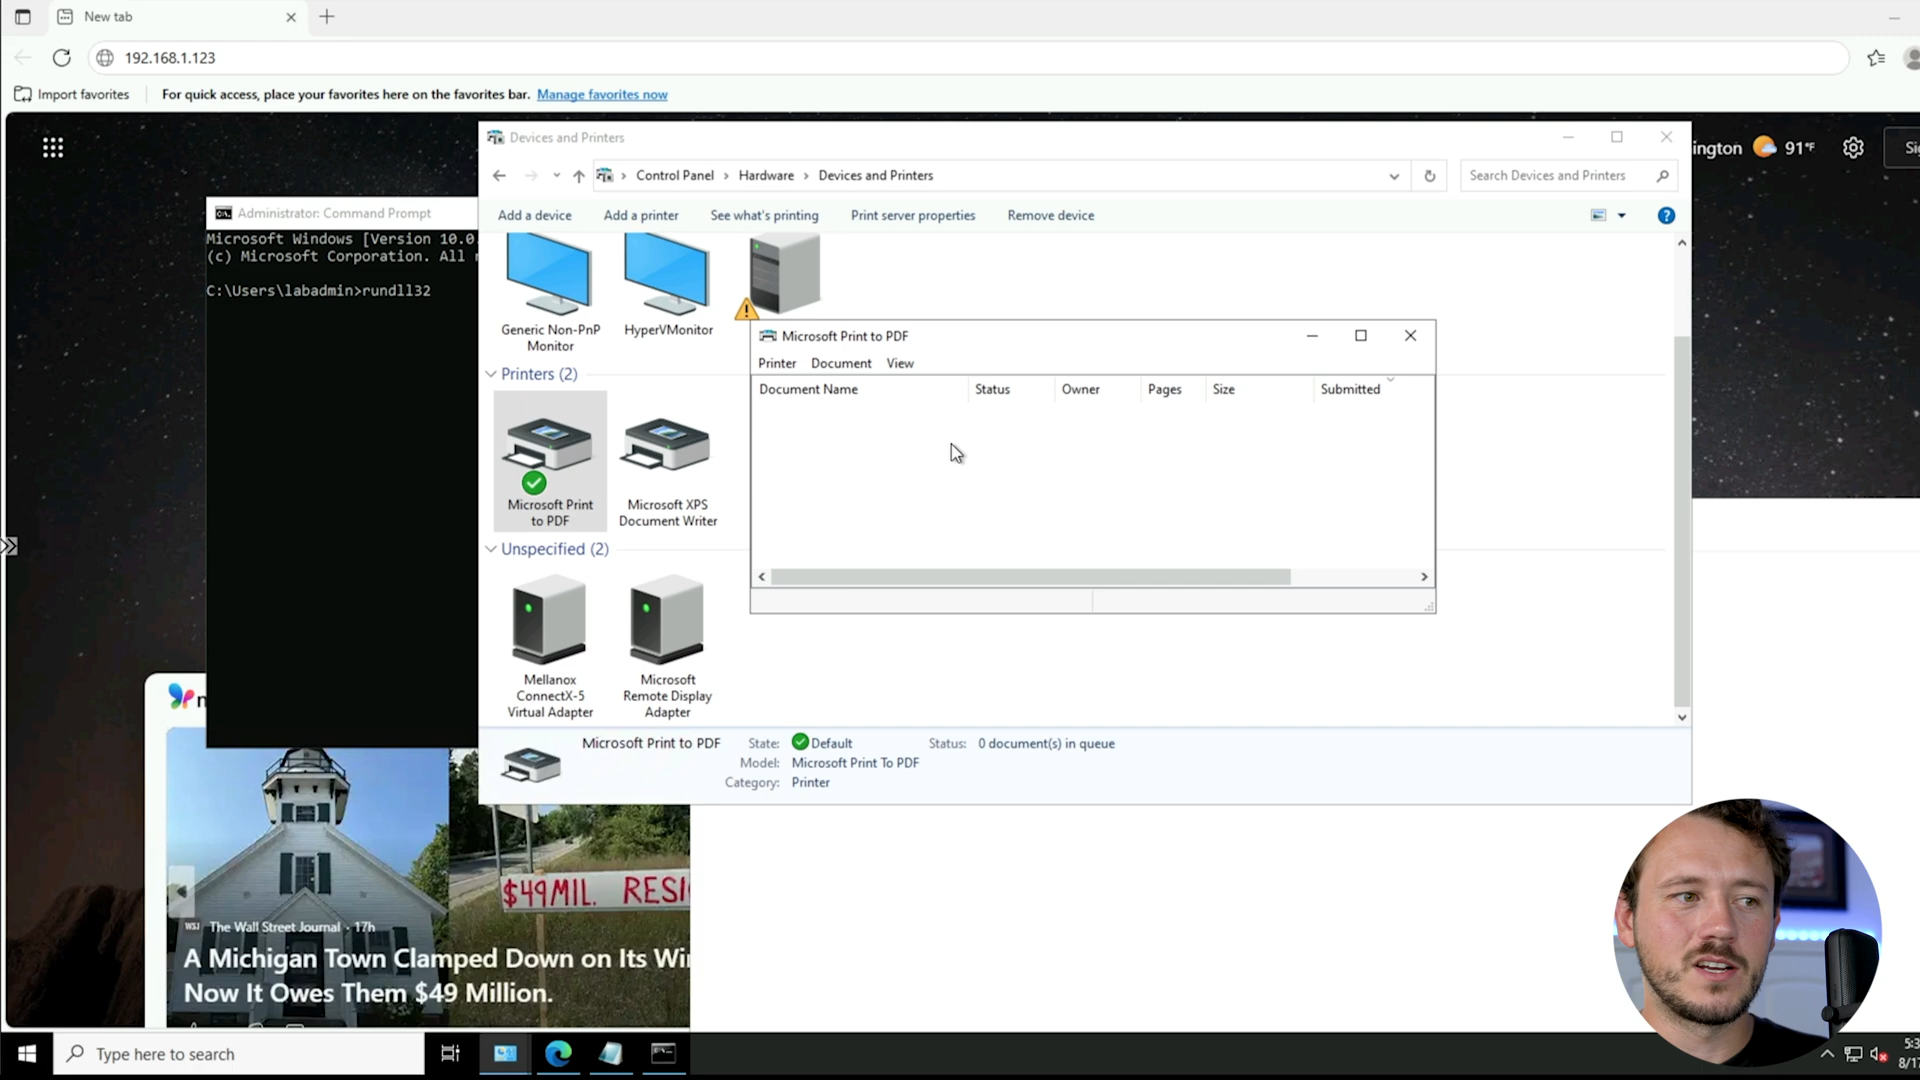 New tab
192.168.1.123
Import favorites
For quick access, place your favorites here on the favorites bar. Manage favorites now
ington 91°F
Devices and Printers
Control Panel > Hardware > Devices and Printers
Search Devices and Printers
Add a device Add a printer See what's printing Print server properties Remove device
Administrator: Command Prompt
Microsoft Windows [Version 10.0.
(c) Microsoft Corporation. All
C:\Users\labadmin>rundll32
Generic Non-PnP
Monitor
HyperVMonitor
Printers (2)
Microsoft Print
to PDF
Microsoft XPS
Document Writer
Unspecified (2)
Mellanox
ConnectX-5
Virtual Adapter
Microsoft
Remote Display
Adapter
Microsoft Print to PDF
Printer Document View
Document Name Status Owner Pages Size Submitted
Microsoft Print to PDF
State: Default
Status: 0 document(s) in queue
Model: Microsoft Print To PDF
Category: Printer
$49MIL. RESI
WSJ The Wall Street Journal · 17h
A Michigan Town Clamped Down on Its Wi
Now It Owes Them $49 Million.
Type here to search